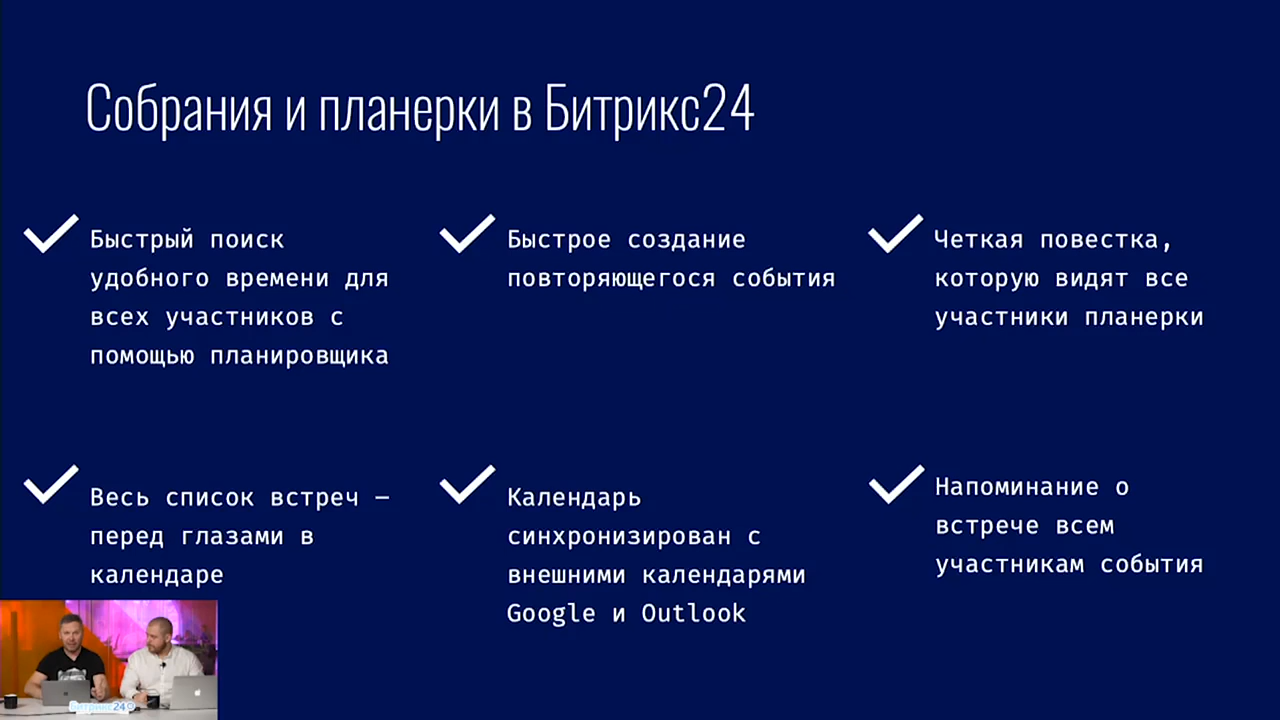 Собрания и планерки в Битрикс24
Быстрый поиск
удобного времени для
всех участников с
помощью планировщика
Быстрое создание
повторяющегося события
Четкая повестка,
которую видят все
участники планерки
Весь список встреч —
перед глазами в
календаре
Календарь
синхронизирован с
внешними календарями
Google и Outlook
Напоминание о
встрече всем
участникам события
Битрикс24